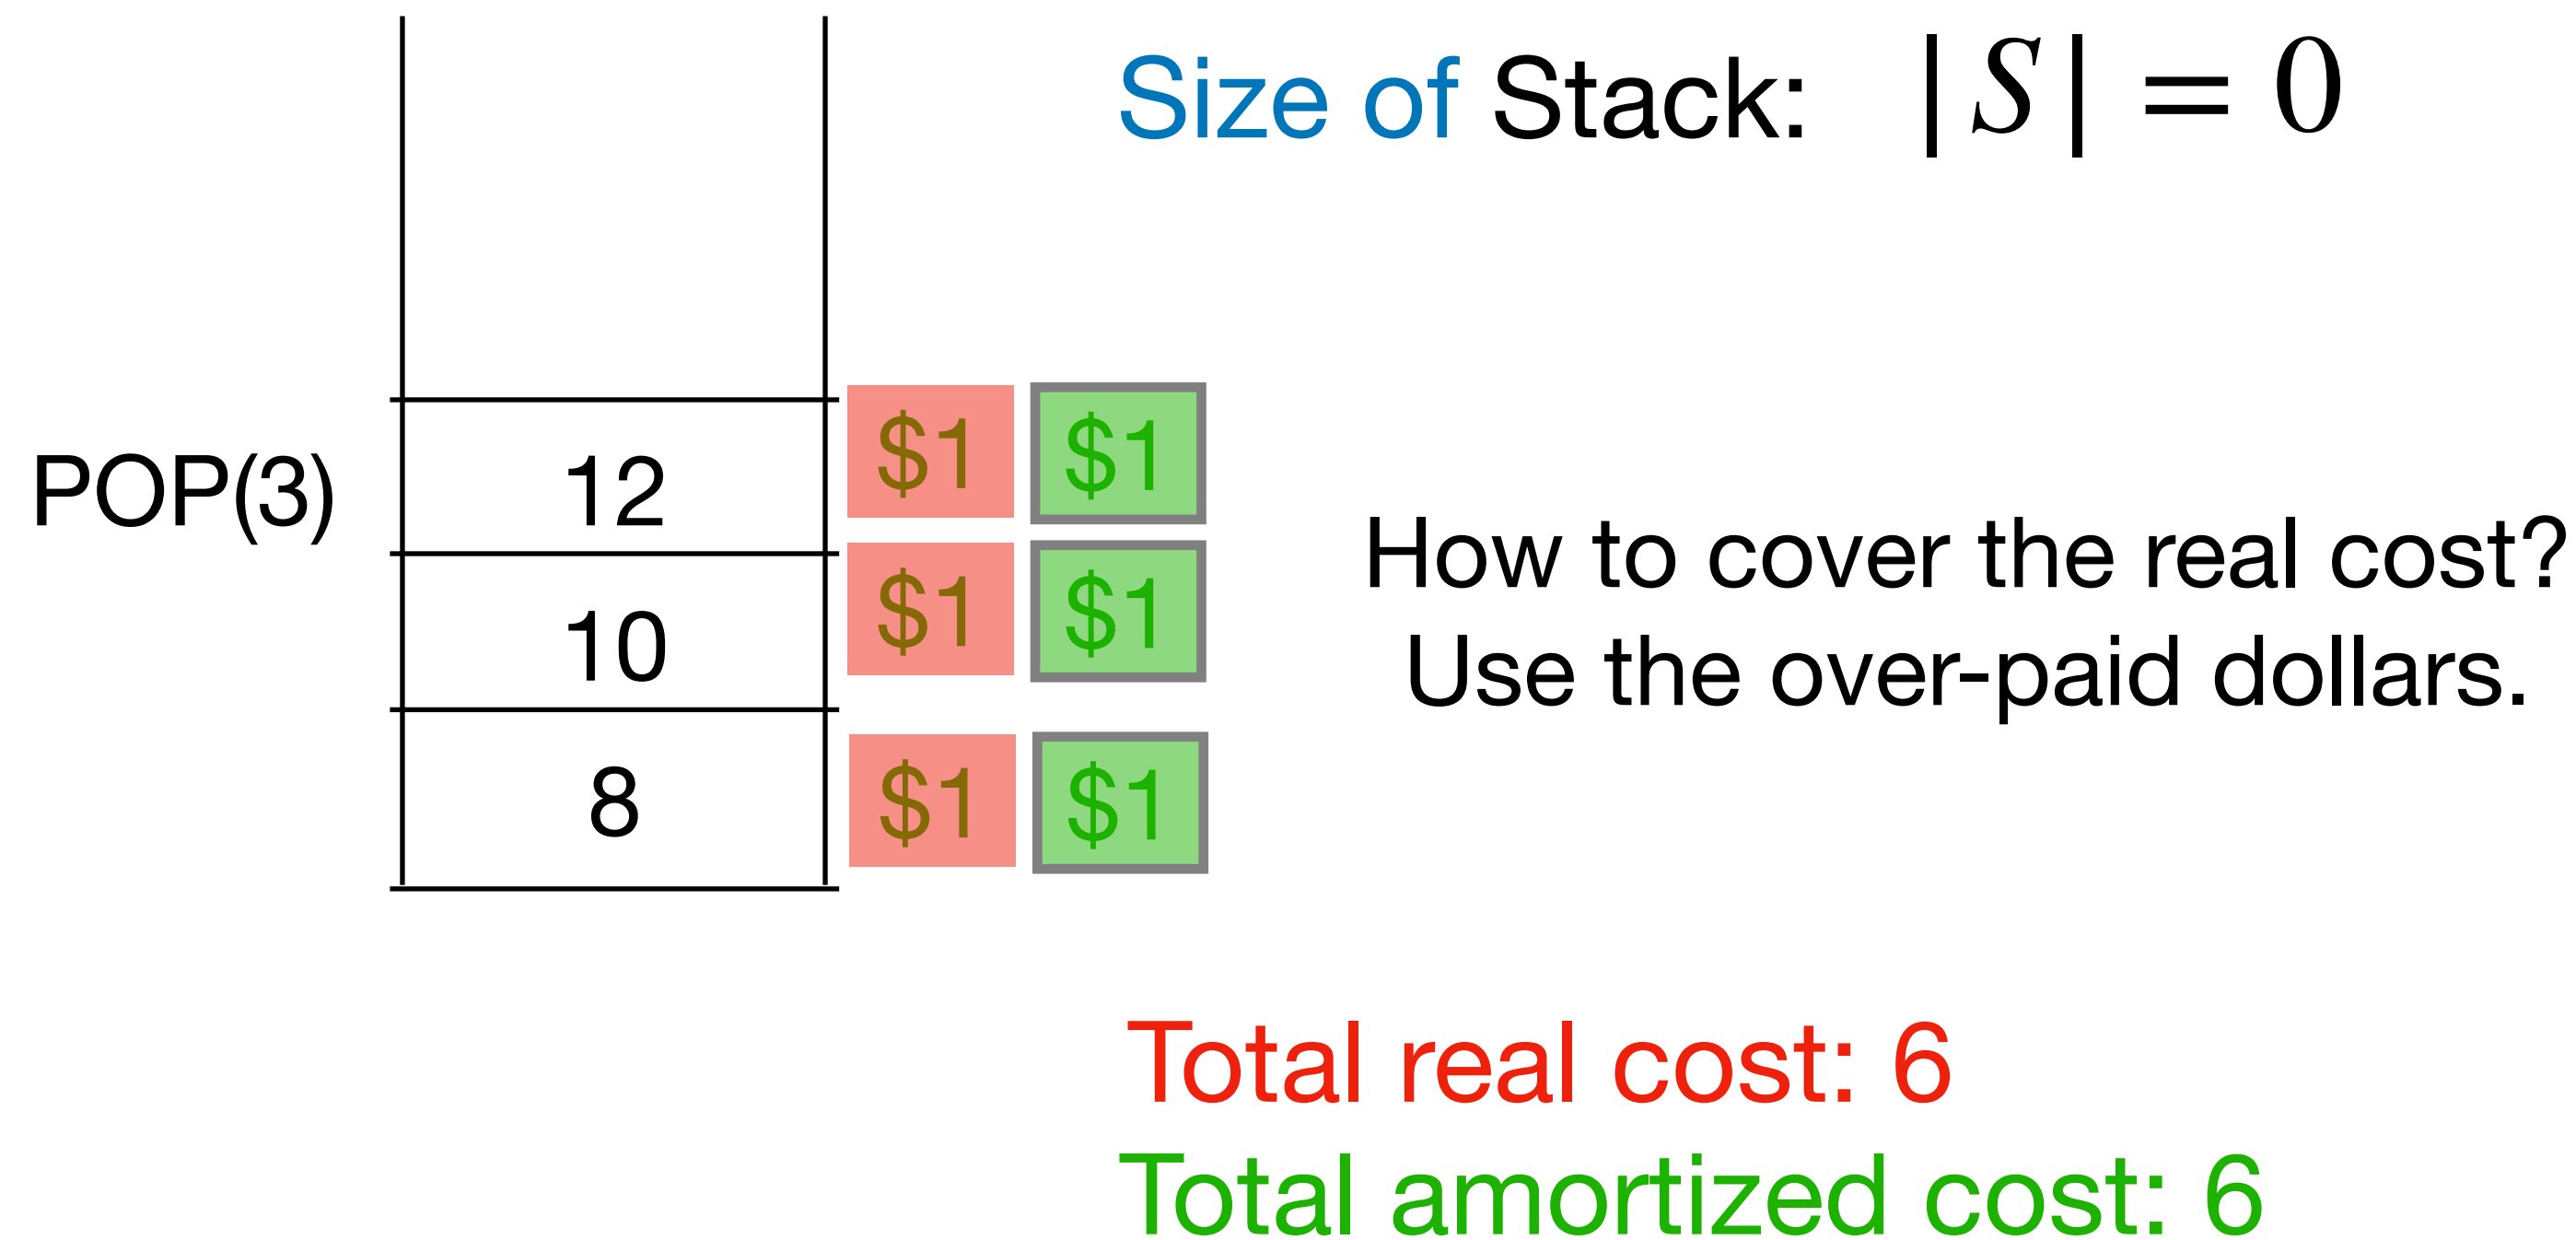 Size of Stack: |S| = 0
POP(3)
12
$1 $1
10
$1 $1
8
$1 $1
How to cover the real cost?
Use the over-paid dollars.
Total real cost: 6
Total amortized cost: 6